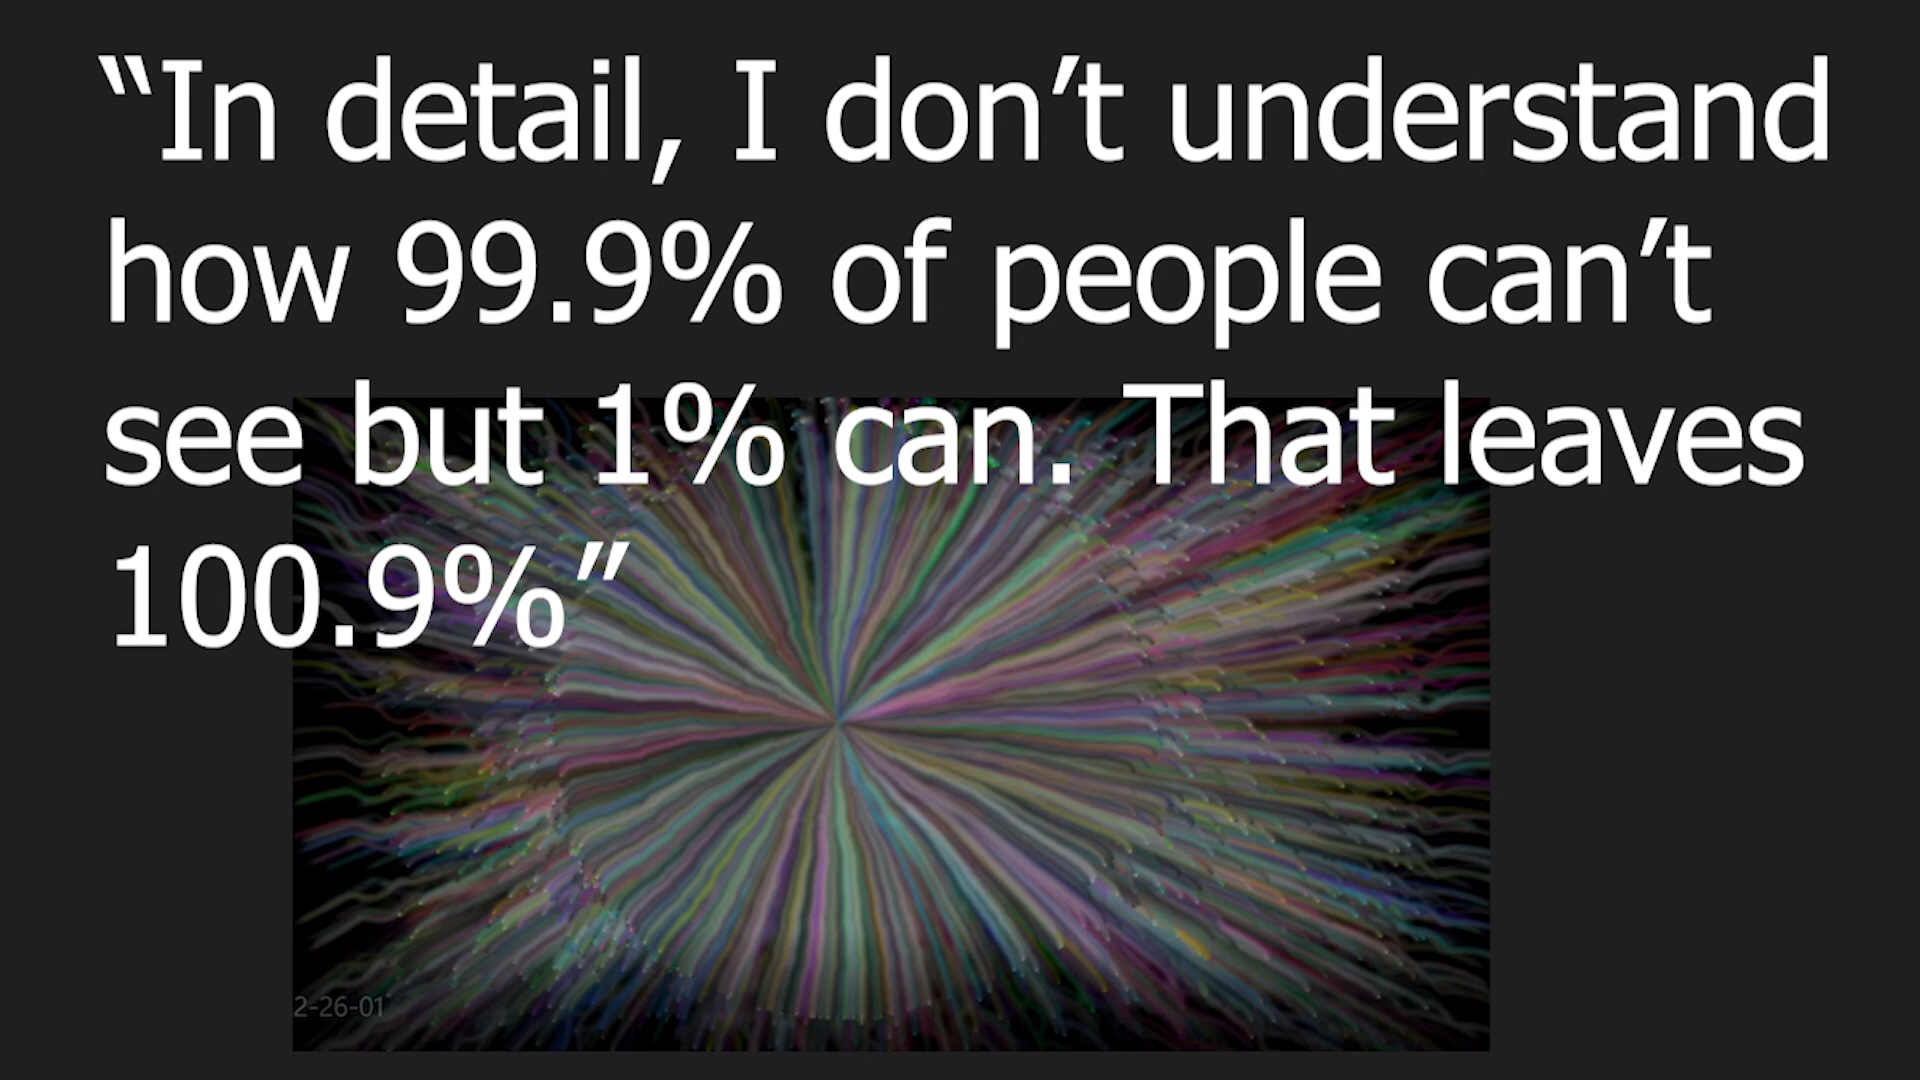 “In detail, I don’t understand
how 99.9% of people can’t
see but 1% can. That leaves
100.9%”
2-26-01